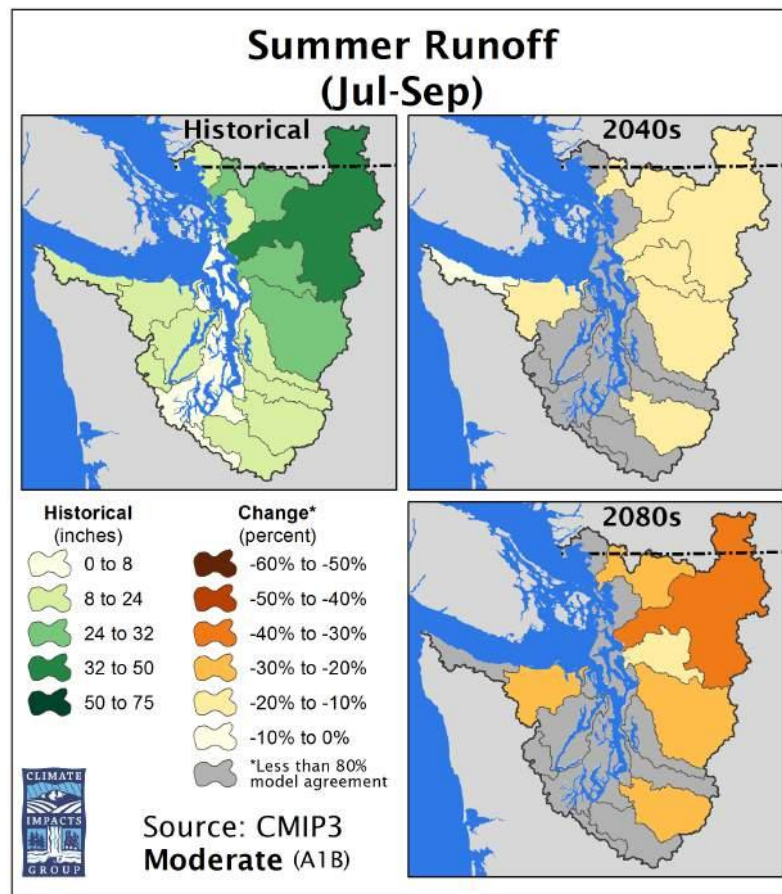 Summer Runoff
(Jul-Sep)
Historical
2040s
Historical
(inches)
0 to 8
8 to 24
24 to 32
32 to 50
50 to 75
Change*
(percent)
-60% to -50%
-50% to -40%
-40% to -30%
-30% to -20%
-20% to -10%
-10% to 0%
*Less than 80%
model agreement
2080s
CLIMATE
IMPACTS
GROUP
Source: CMIP3
Moderate (A1B)